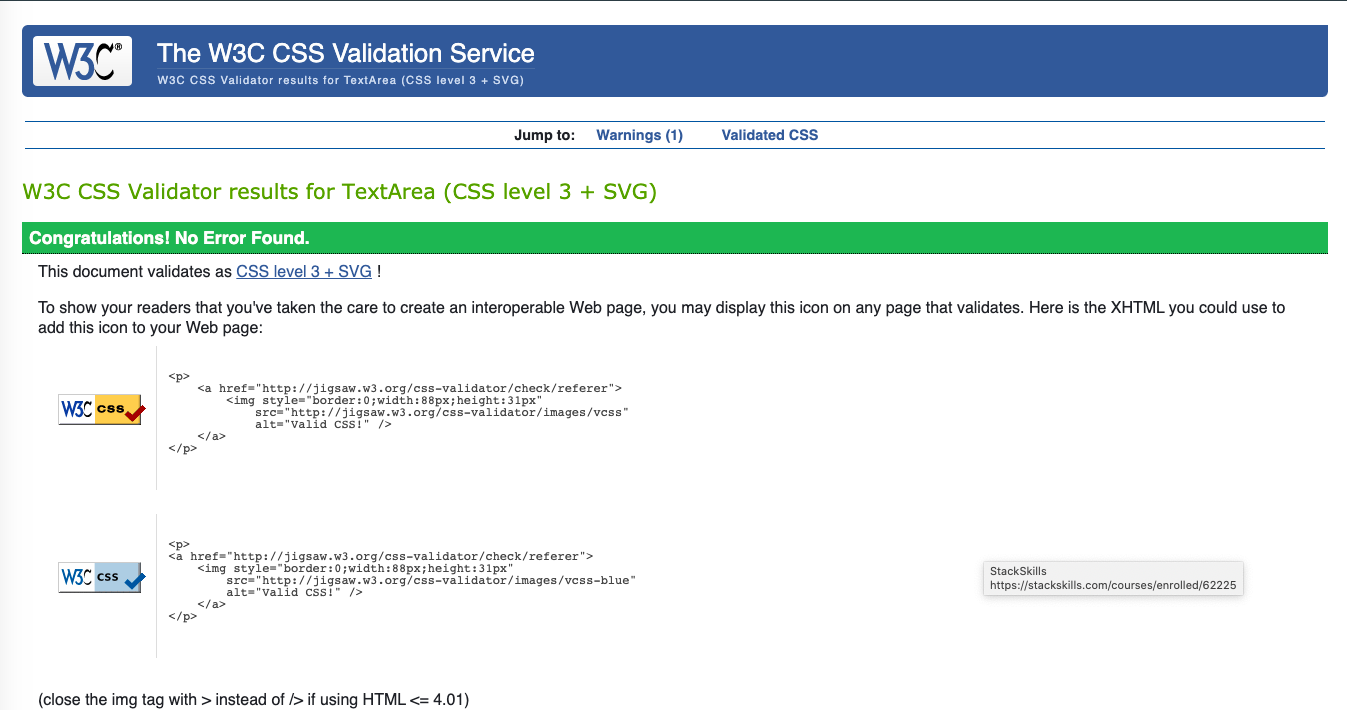 W3C®
The W3C CSS Validation Service
W3C CSS Validator results for TextArea (CSS level 3 + SVG)
Jump to: Warnings (1) Validated CSS
W3C CSS Validator results for TextArea (CSS level 3 + SVG)
Congratulations! No Error Found.
This document validates as CSS level 3 + SVG !
To show your readers that you've taken the care to create an interoperable Web page, you may display this icon on any page that validates. Here is the XHTML you could use to
add this icon to your Web page:
W3C css
<p>
    <a href="http://jigsaw.w3.org/css-validator/check/referer">
        <img style="border:0;width:88px;height:31px"
            src="http://jigsaw.w3.org/css-validator/images/vcss"
            alt="Valid CSS!" />
    </a>
</p>
W3C css
<p>
<a href="http://jigsaw.w3.org/css-validator/check/referer">
    <img style="border:0;width:88px;height:31px"
        src="http://jigsaw.w3.org/css-validator/images/vcss-blue"
        alt="Valid CSS!" />
    </a>
</p>
StackSkills
https://stackskills.com/courses/enrolled/62225
(close the img tag with > instead of /> if using HTML <= 4.01)